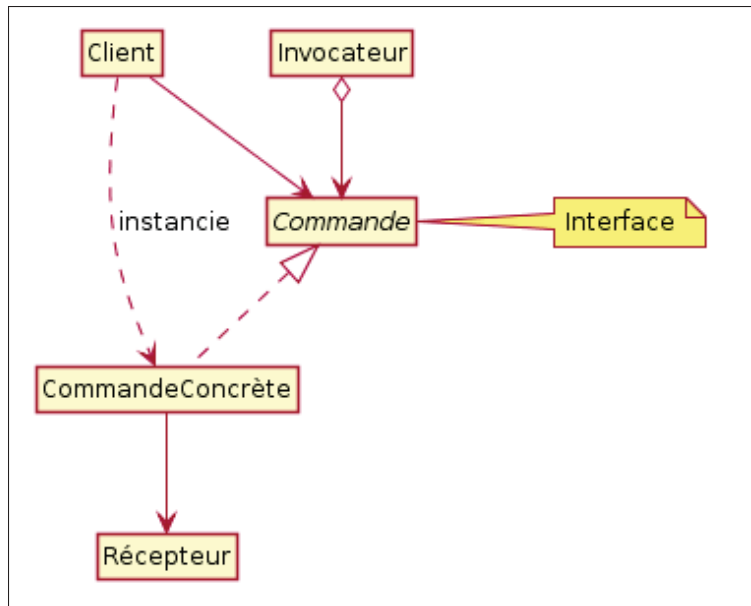 Client
Invocateur
instancie
Commande
Interface
CommandeConcrète
Récepteur